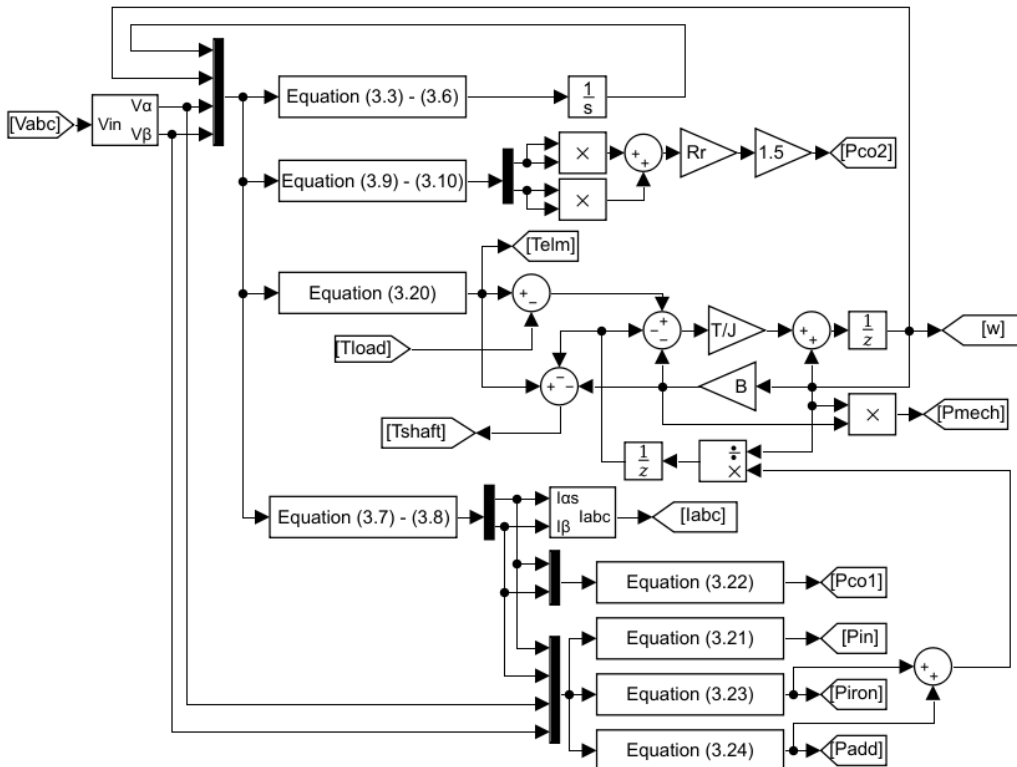 [Vabc]
Vin
Vα
Vβ
Equation (3.3) - (3.6)
1
s
Equation (3.9) - (3.10)
×
×
+
+
Rr
1.5
[Pco2]
[Telm]
Equation (3.20)
+
−
[Tload]
+
−
−
T/J
+
+
1
z
[w]
+
−
−
B
×
[Pmech]
[Tshaft]
1
z
÷
×
Equation (3.7) - (3.8)
Iαs
Iβ
Iabc
[Iabc]
Equation (3.22)
[Pco1]
Equation (3.21)
[Pin]
Equation (3.23)
[Piron]
+
+
Equation (3.24)
[Padd]